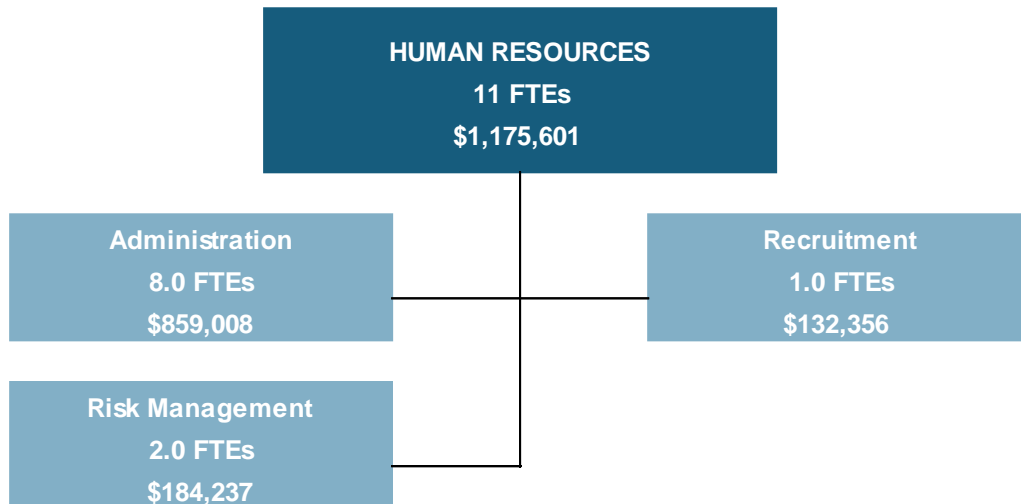 HUMAN RESOURCES
11 FTEs
$1,175,601
Administration
8.0 FTEs
$859,008
Recruitment
1.0 FTEs
$132,356
Risk Management
2.0 FTEs
$184,237